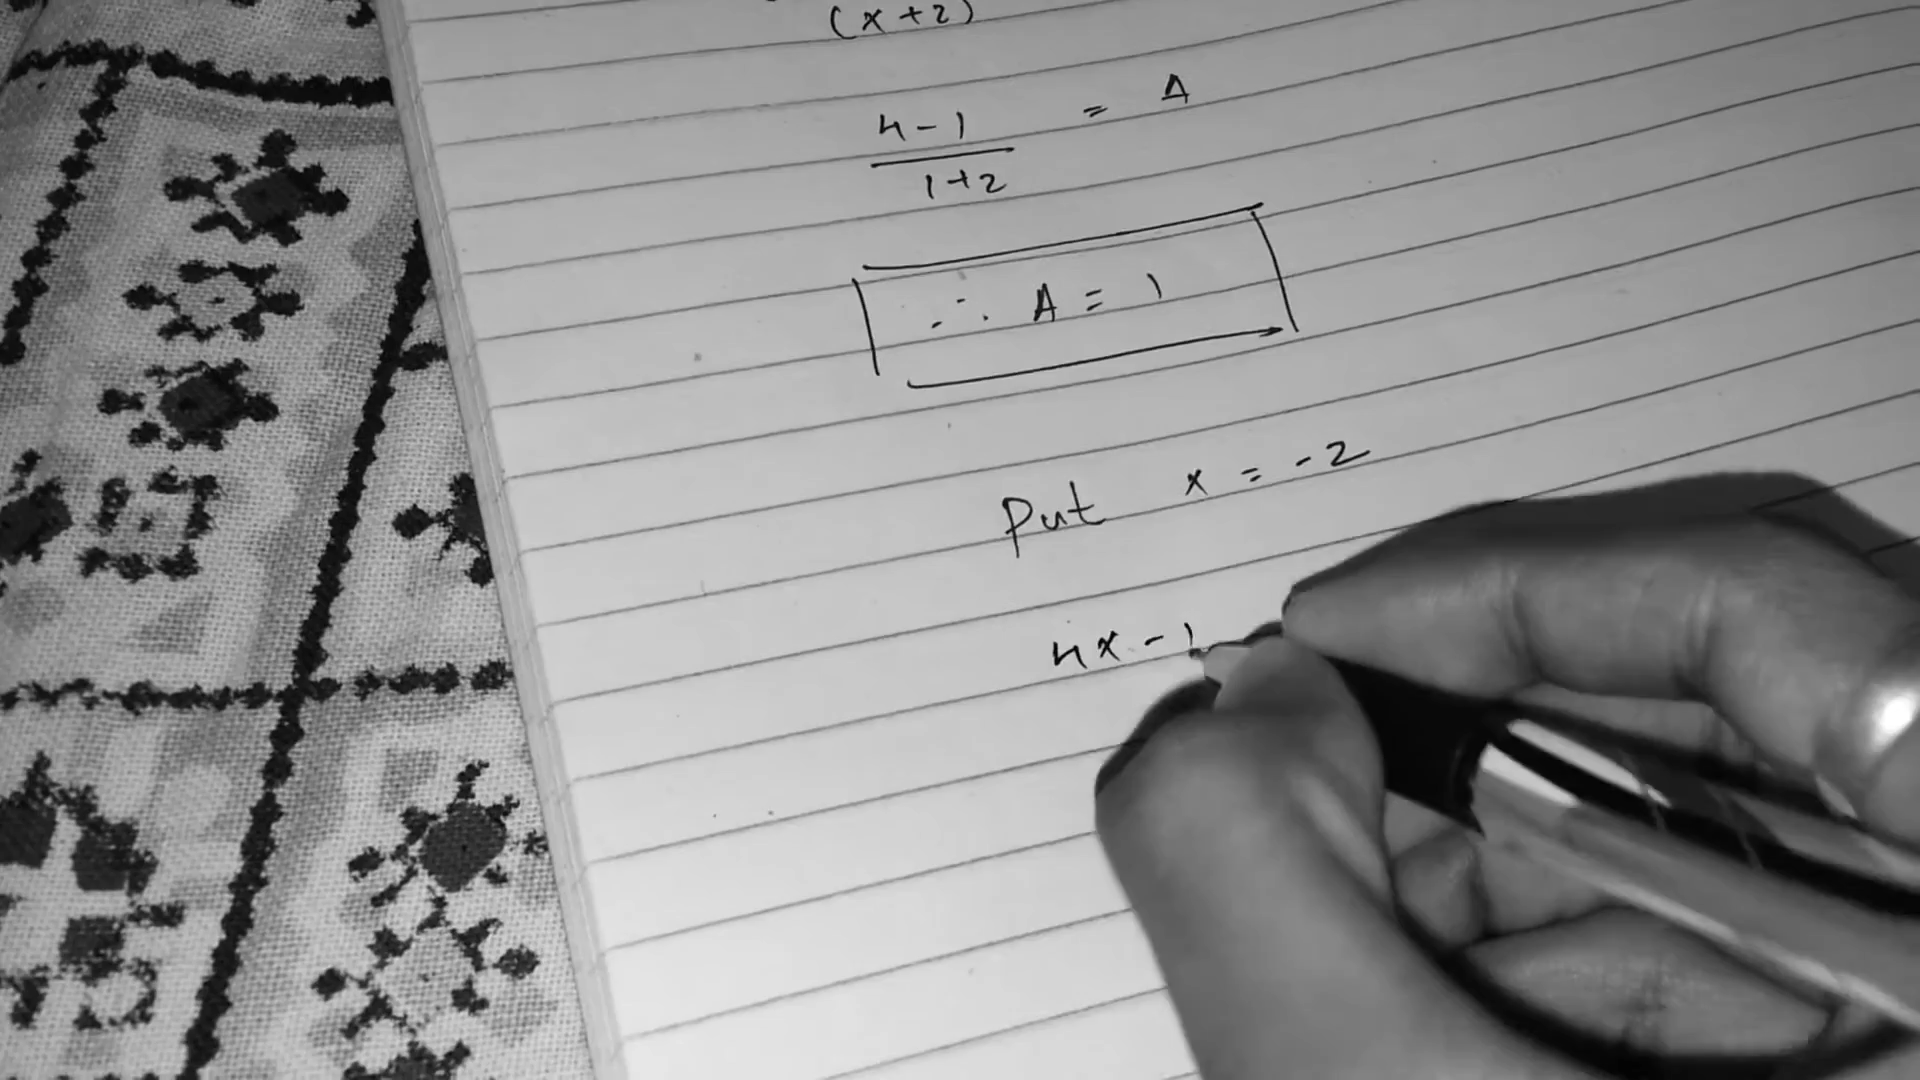 (x+2)
4-1 = A
1+2
∴ A = 1
Put x = -2
4x-1